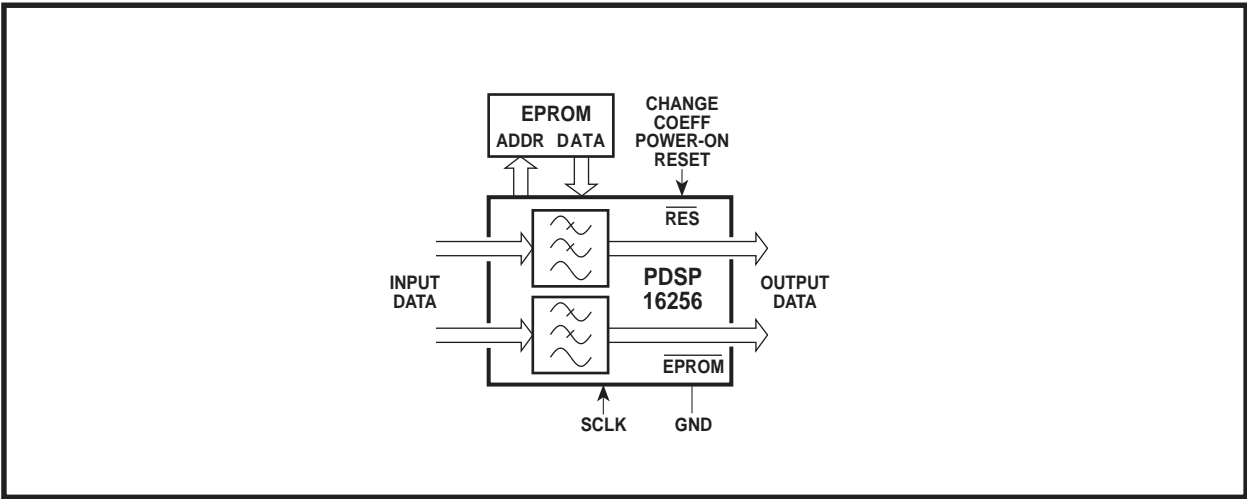 EPROM
ADDR DATA
CHANGE
COEFF
POWER-ON
RESET
RES
INPUT
DATA
PDSP
16256
OUTPUT
DATA
EPROM
SCLK
GND